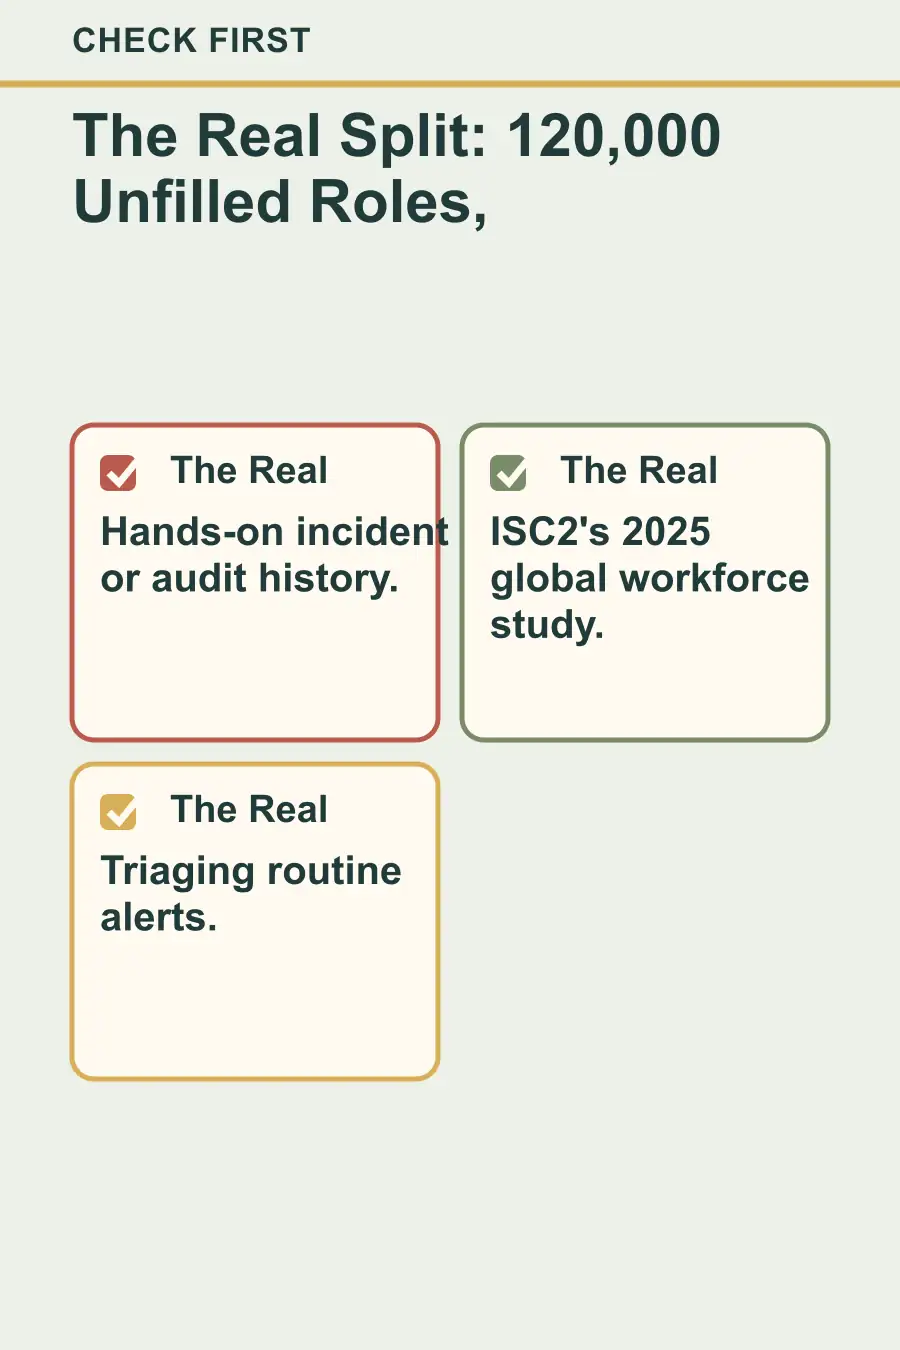 CHECK FIRST
The Real Split: 120,000
Unfilled Roles,
The Real
Hands-on incident
or audit history.
The Real
ISC2's 2025
global workforce
study.
The Real
Triaging routine
alerts.